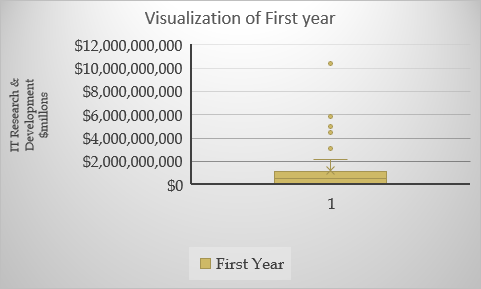 Visualization of First year
IT Research &
Development
$millons
$12,000,000,000
$10,000,000,000
$8,000,000,000
$6,000,000,000
$4,000,000,000
$2,000,000,000
$0
1
First Year